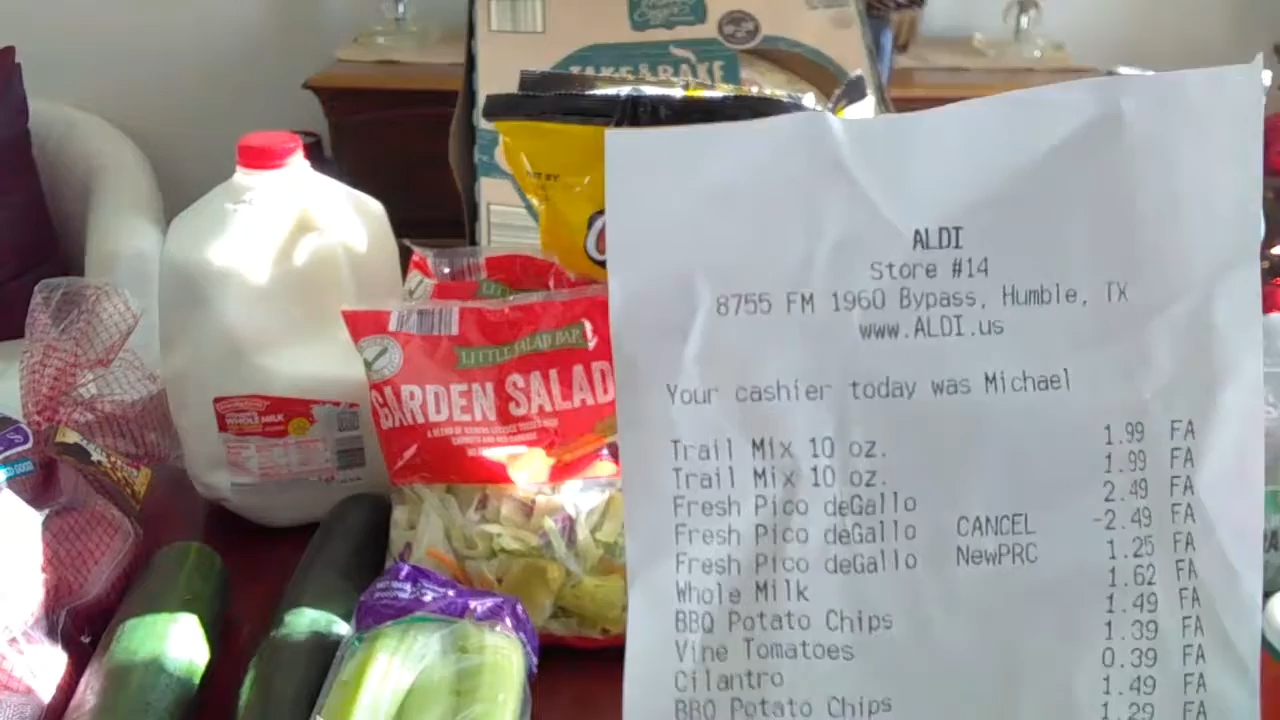 TAKE & BAKE
ALDI
Store #14
8755 FM 1960 Bypass, Humble, TX
www.ALDI.us
Your cashier today was Michael
Trail Mix 10 oz. 1.99 FA
Trail Mix 10 oz. 1.99 FA
Fresh Pico deGallo 2.49 FA
Fresh Pico deGallo CANCEL -2.49 FA
Fresh Pico deGallo NewPRC 1.25 FA
Whole Milk 1.62 FA
BBQ Potato Chips 1.49 FA
Vine Tomatoes 1.39 FA
Cilantro 0.39 FA
BBQ Potato Chips 1.49 FA
1.29 FA
LITTLE SALAD BAR
GARDEN SALAD
WHOLE MILK